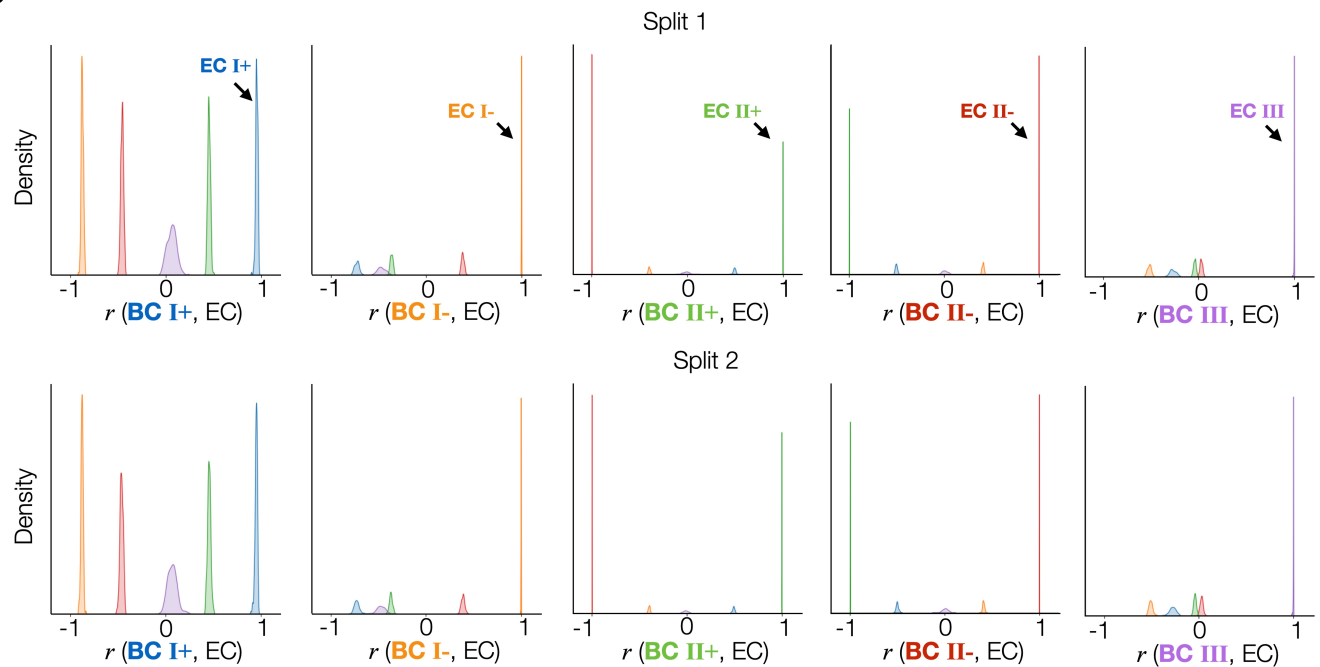 Split 1
Density
EC I+
EC I-
EC II+
EC II-
EC III
-1 0 1
-1 0 1
-1 0 1
-1 0 1
-1 0 1
r (BC I+, EC)
r (BC I-, EC)
r (BC II+, EC)
r (BC II-, EC)
r (BC III, EC)
Split 2
Density
-1 0 1
-1 0 1
-1 0 1
-1 0 1
-1 0 1
r (BC I+, EC)
r (BC I-, EC)
r (BC II+, EC)
r (BC II-, EC)
r (BC III, EC)